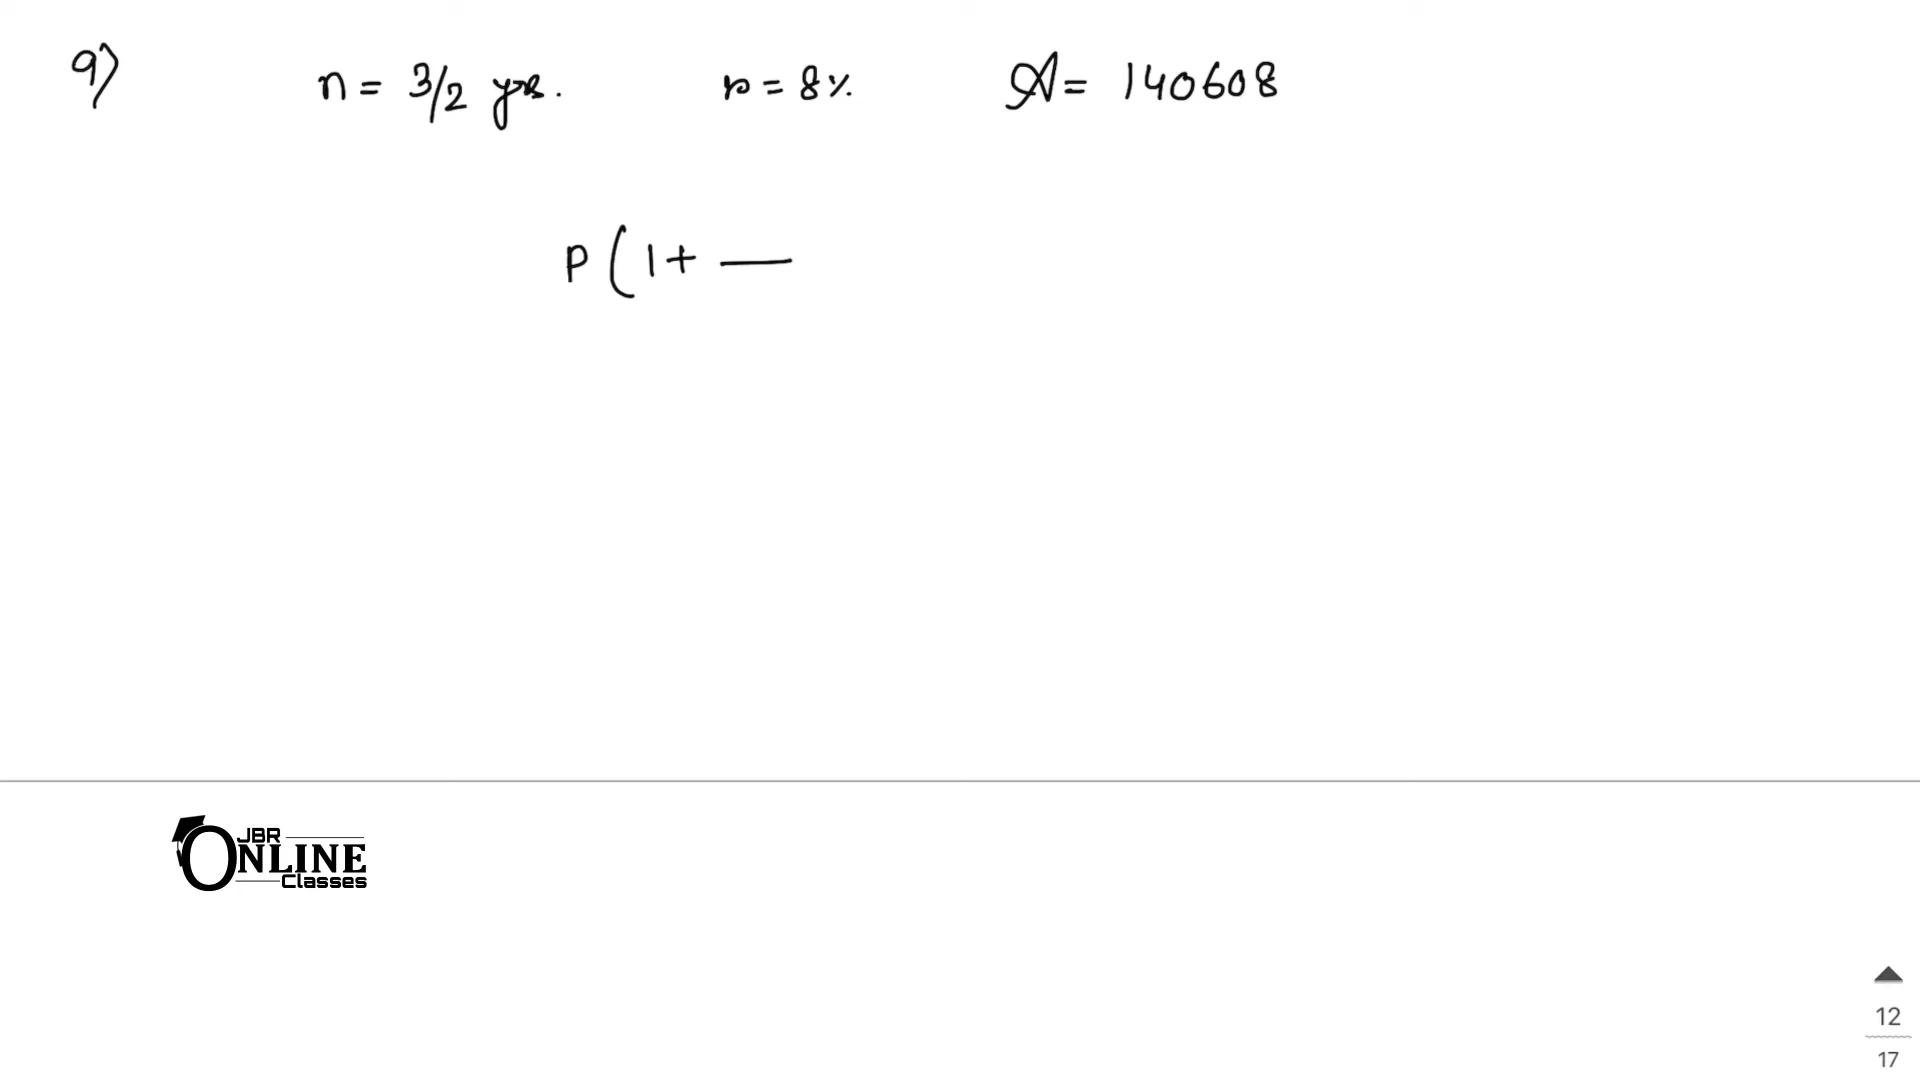 9) n = 3/2 yrs. r = 8% A = 140608
P ( 1 + —
JBR
ONLINE
Classes
12
17